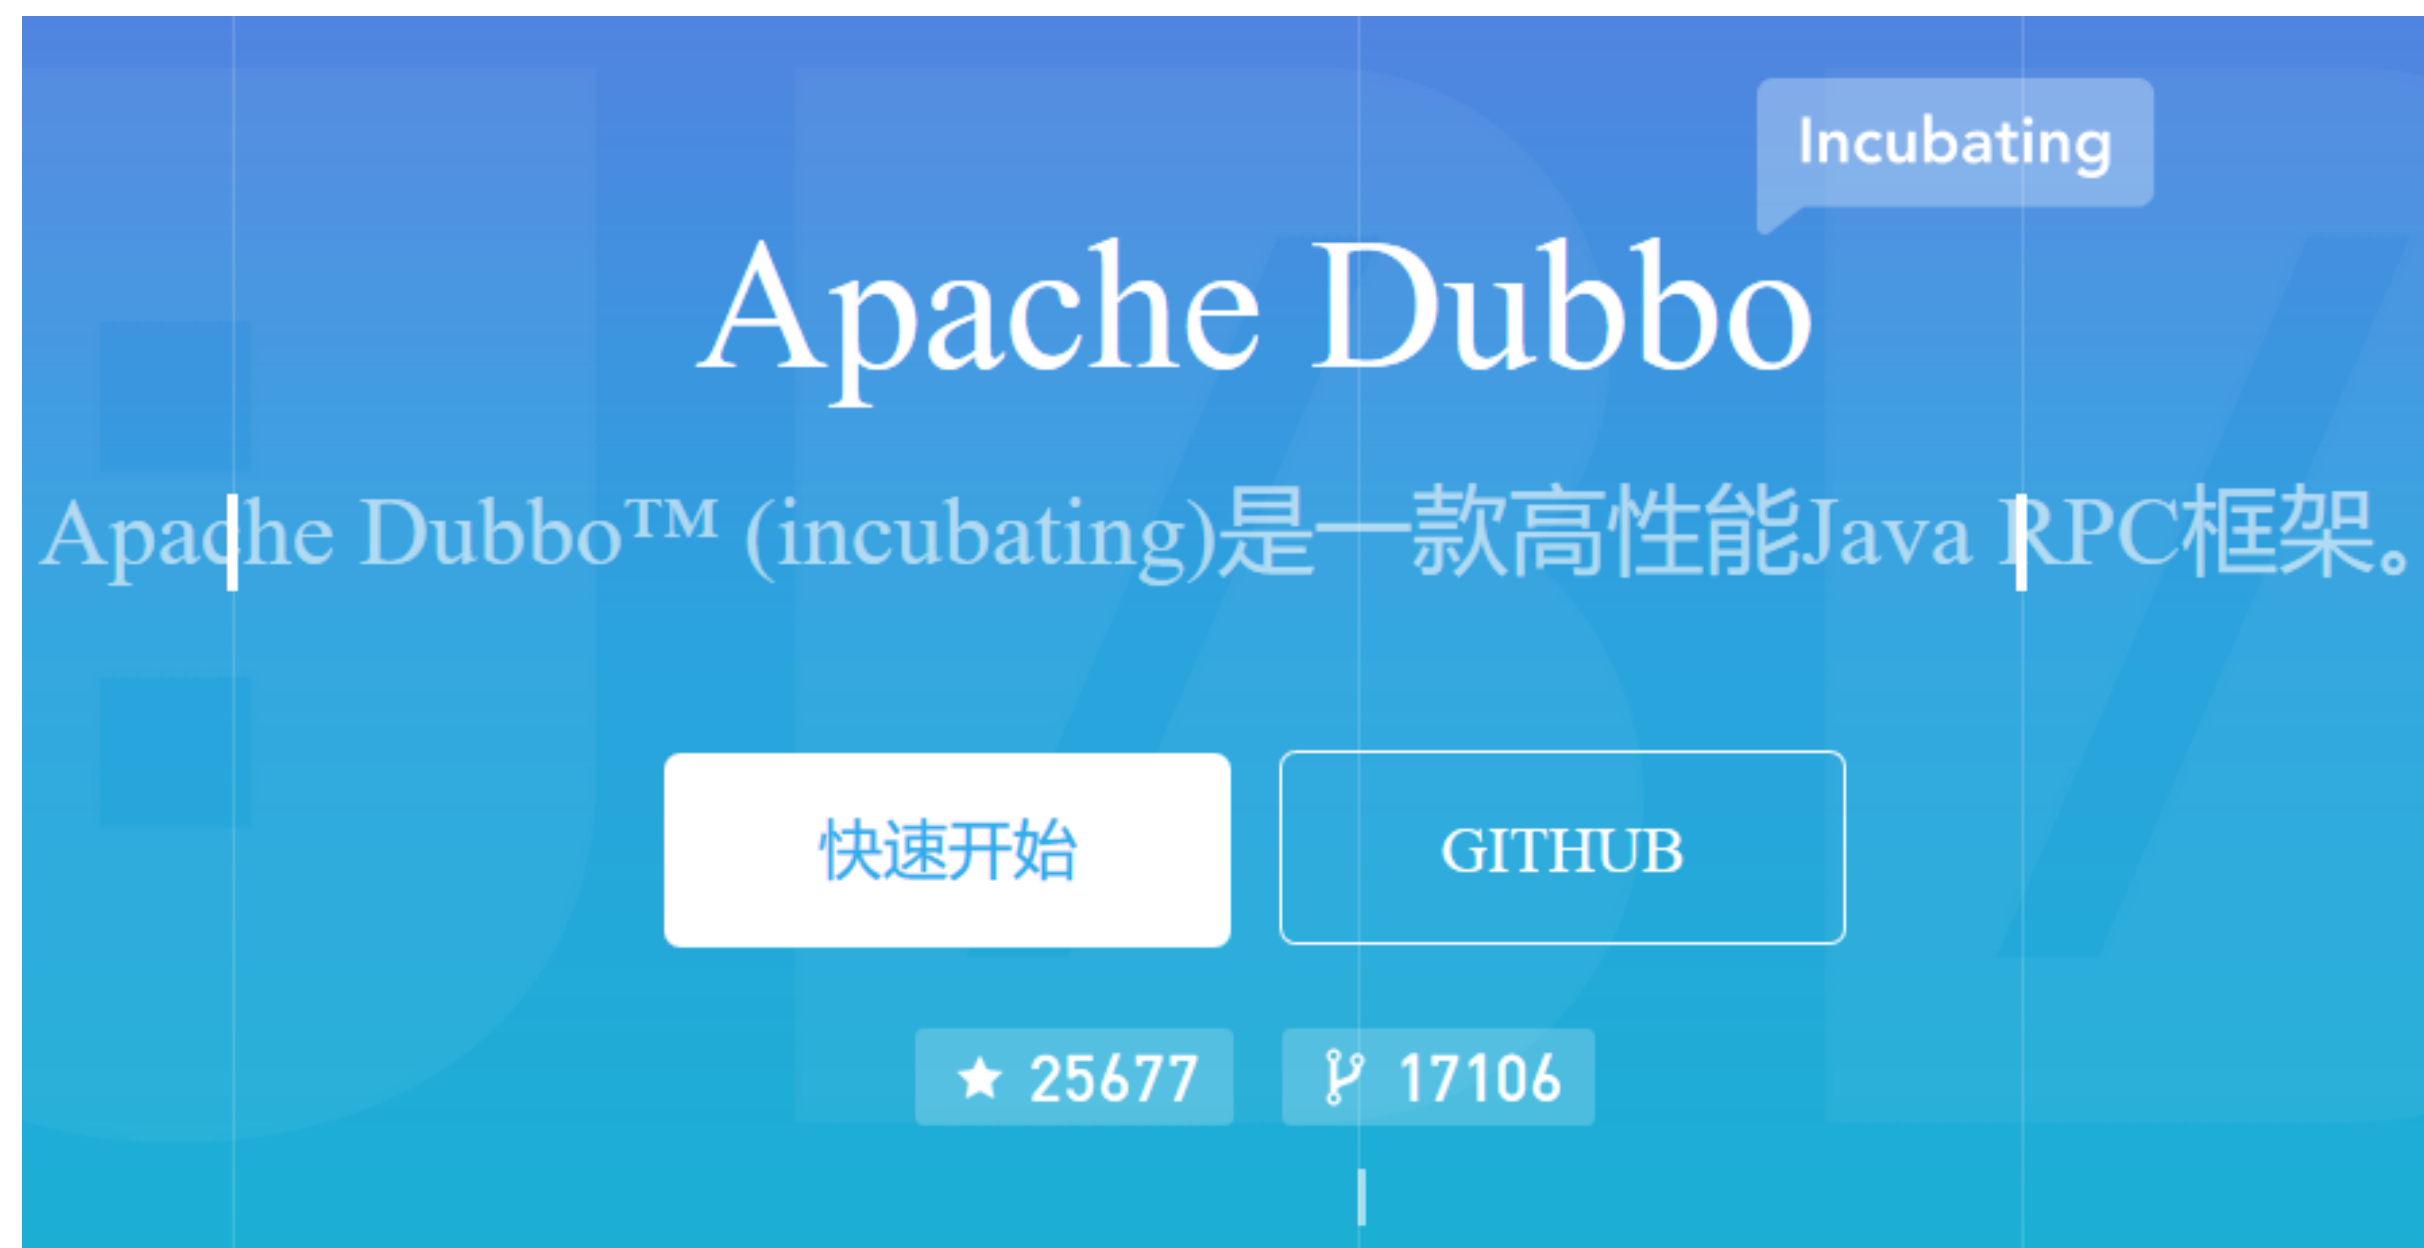 Incubating
Apache Dubbo
Apache Dubbo™ (incubating)是一款高性能Java RPC框架。
快速开始
GITHUB
25677
17106